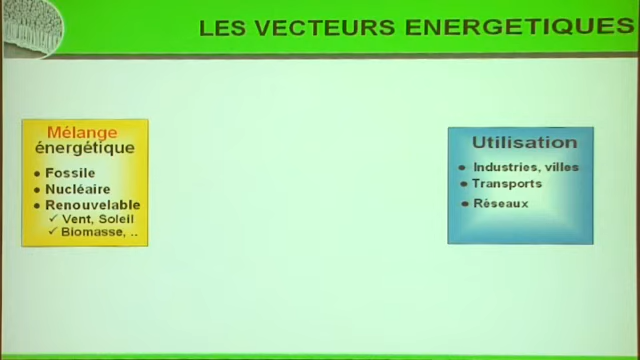 LES VECTEURS ENERGETIQUES
Mélange
énergétique
● Fossile
● Nucléaire
● Renouvelable
✓ Vent, Soleil
✓ Biomasse, ..
Utilisation
● Industries, villes
● Transports
● Réseaux